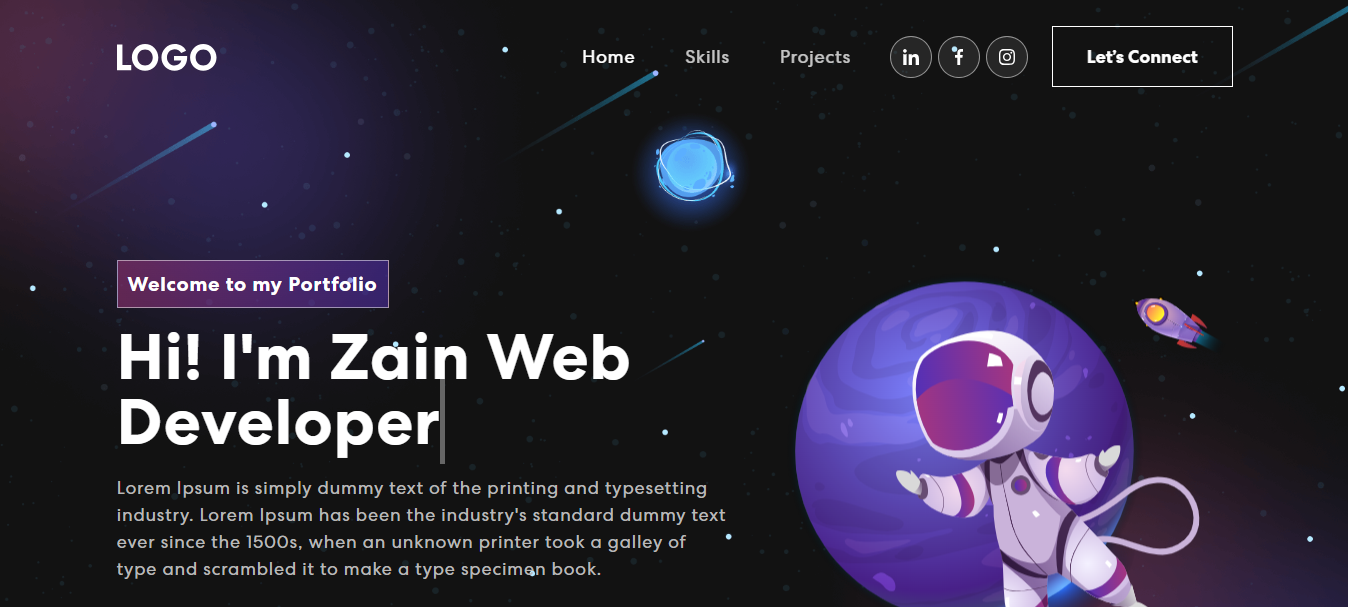 LOGO
Home
Skills
Projects
in
f
Let's Connect
Welcome to my Portfolio
Hi! I'm Zain Web
Developer
Lorem Ipsum is simply dummy text of the printing and typesetting
industry. Lorem Ipsum has been the industry's standard dummy text
ever since the 1500s, when an unknown printer took a galley of
type and scrambled it to make a type specimen book.